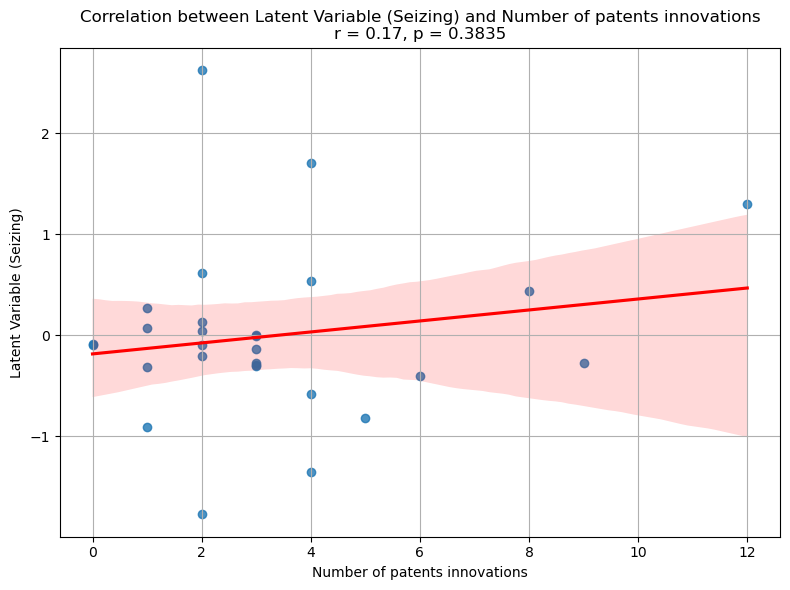 Correlation between Latent Variable (Seizing) and Number of patents innovations
r = 0.17, p = 0.3835
Latent Variable (Seizing)
2
1
0
−1
0 2 4 6 8 10 12
Number of patents innovations